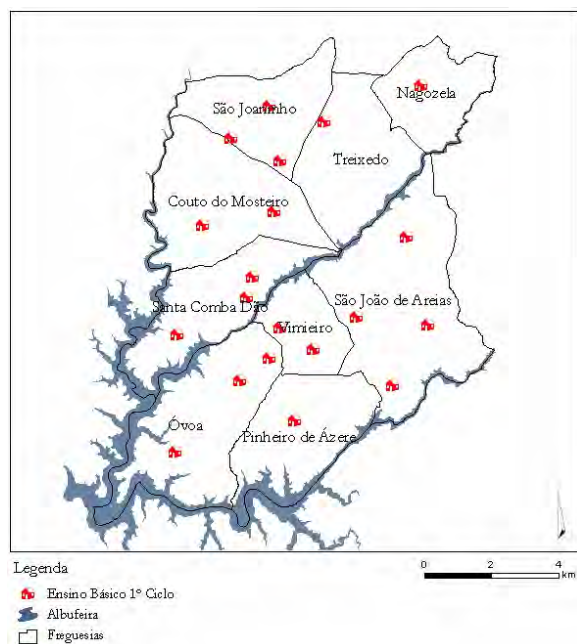 São Joaninho
Nagozela
Treixedo
Couto do Mosteiro
Santa Comba Dão
São João de Areias
Vimieiro
Óvoa
Pinheiro de Ázere
Legenda
Ensino Básico 1º Ciclo
Albufeira
Freguesias
0 2 4
km